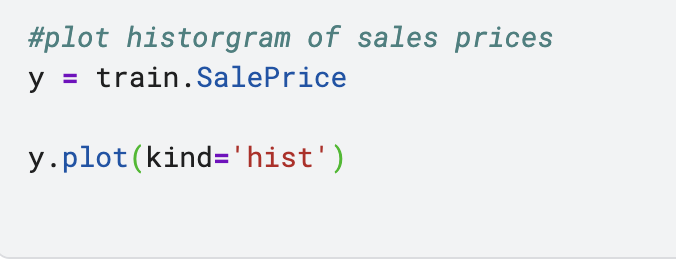 #plot historgram of sales prices
y = train.SalePrice
y.plot(kind='hist')